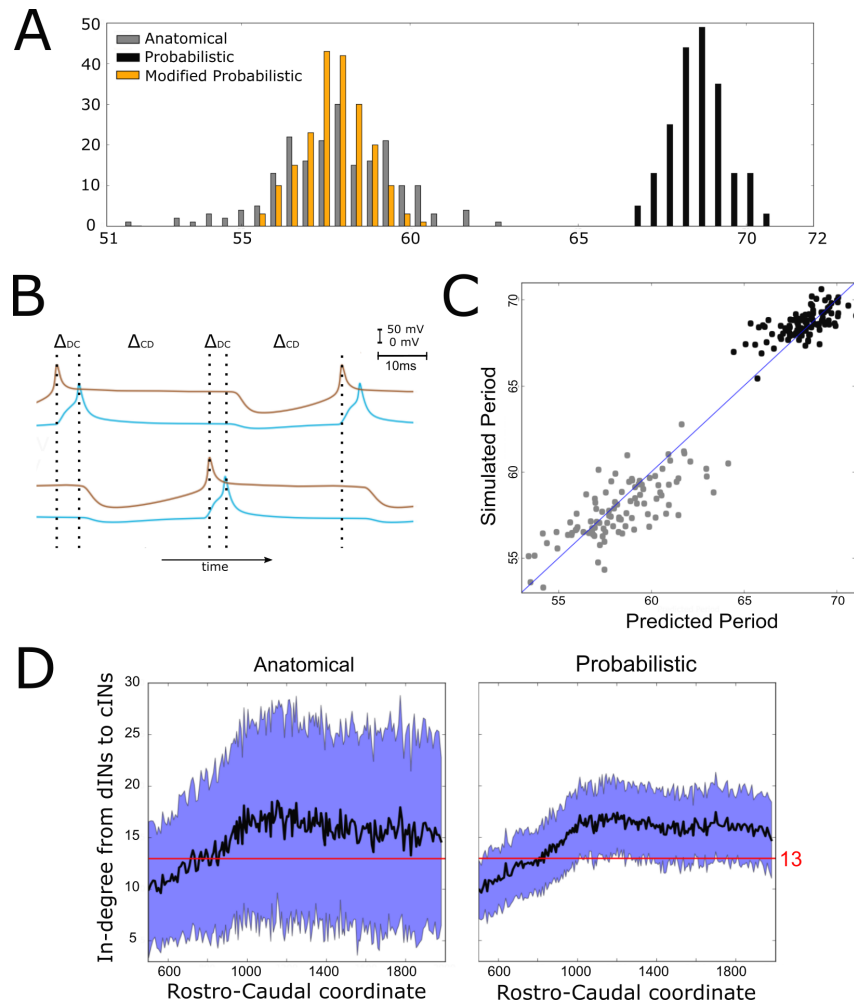 A
50
40
30
20
10
0
Anatomical
Probabilistic
Modified Probabilistic
51
55
60
65
70
72
B
ΔDC
ΔCD
ΔDC
ΔCD
50 mV
0 mV
10ms
time
C
Simulated Period
70
65
60
55
55
60
65
70
Predicted Period
D
Anatomical
Probabilistic
In-degree from dINs to cINs
30
25
20
15
10
5
13
600
1000
1400
1800
600
1000
1400
1800
Rostro-Caudal coordinate
Rostro-Caudal coordinate